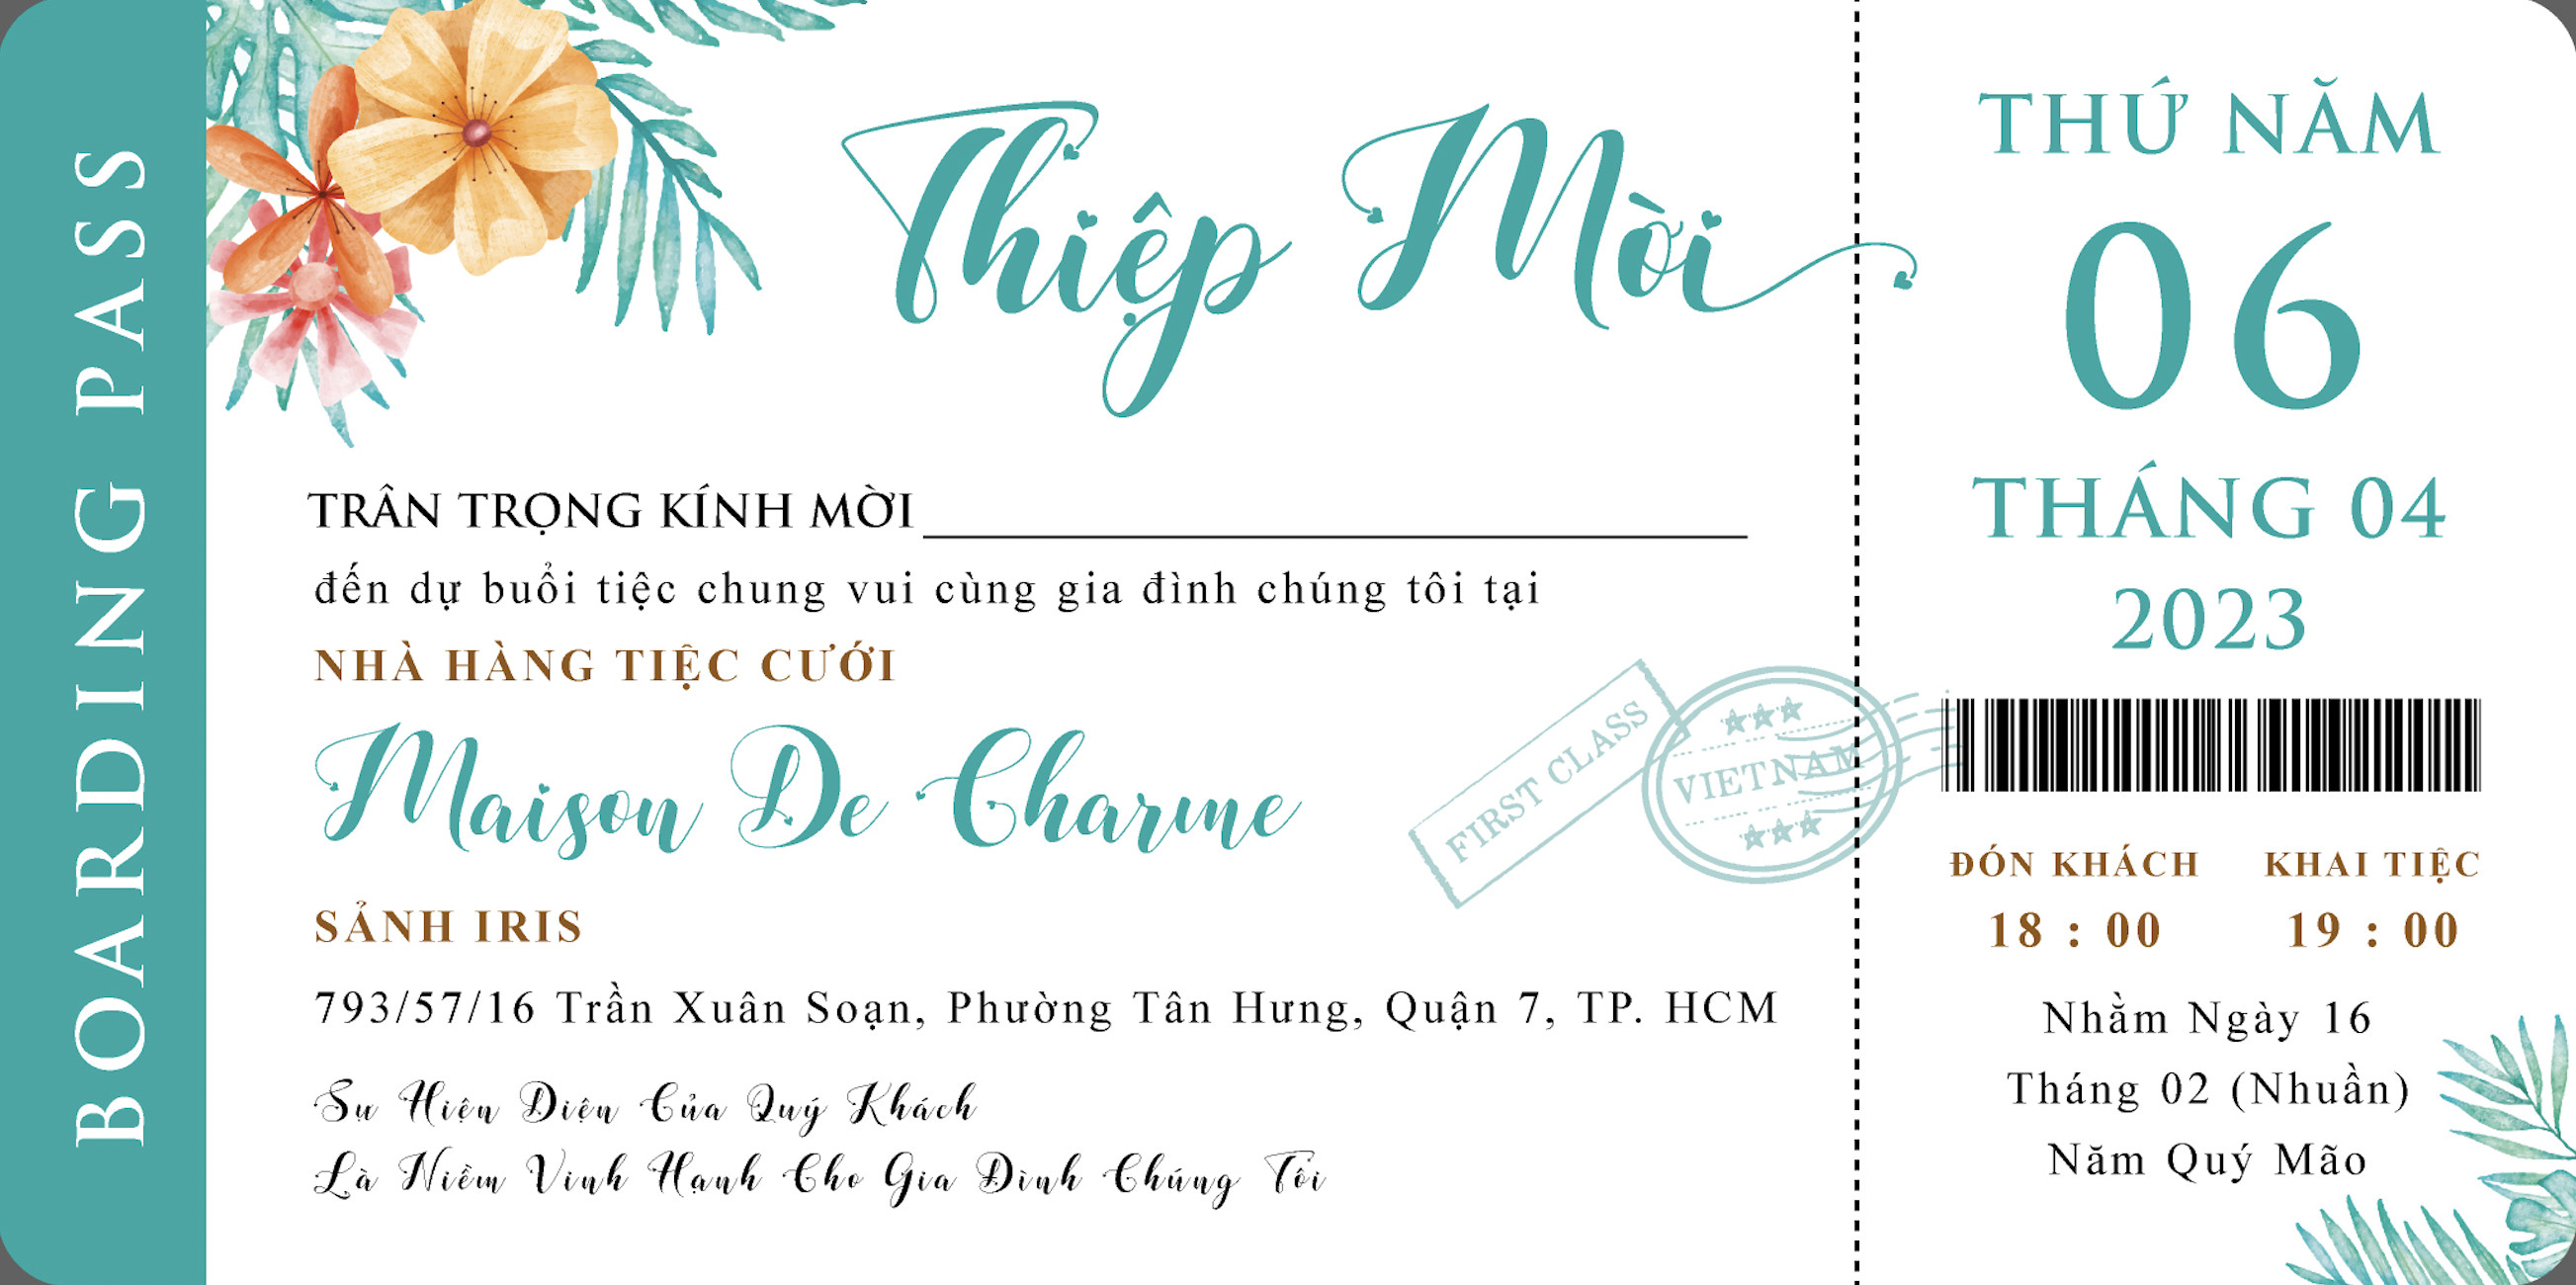 BOARDING PASS
Thiệp Mời
TRÂN TRỌNG KÍNH MỜI
đến dự buổi tiệc chung vui cùng gia đình chúng tôi tại
NHÀ HÀNG TIỆC CƯỚI
Maison De Charme
SẢNH IRIS
793/57/16 Trần Xuân Soạn, Phường Tân Hưng, Quận 7, TP. HCM
Sự Hiện Diện Của Quý Khách
Là Niềm Vinh Hạnh Cho Gia Đình Chúng Tôi
FIRST CLASS
VIETNAM
THỨ NĂM
06
THÁNG 04
2023
ĐÓN KHÁCH KHAI TIỆC
18 : 00 19 : 00
Nhằm Ngày 16
Tháng 02 (Nhuần)
Năm Quý Mão